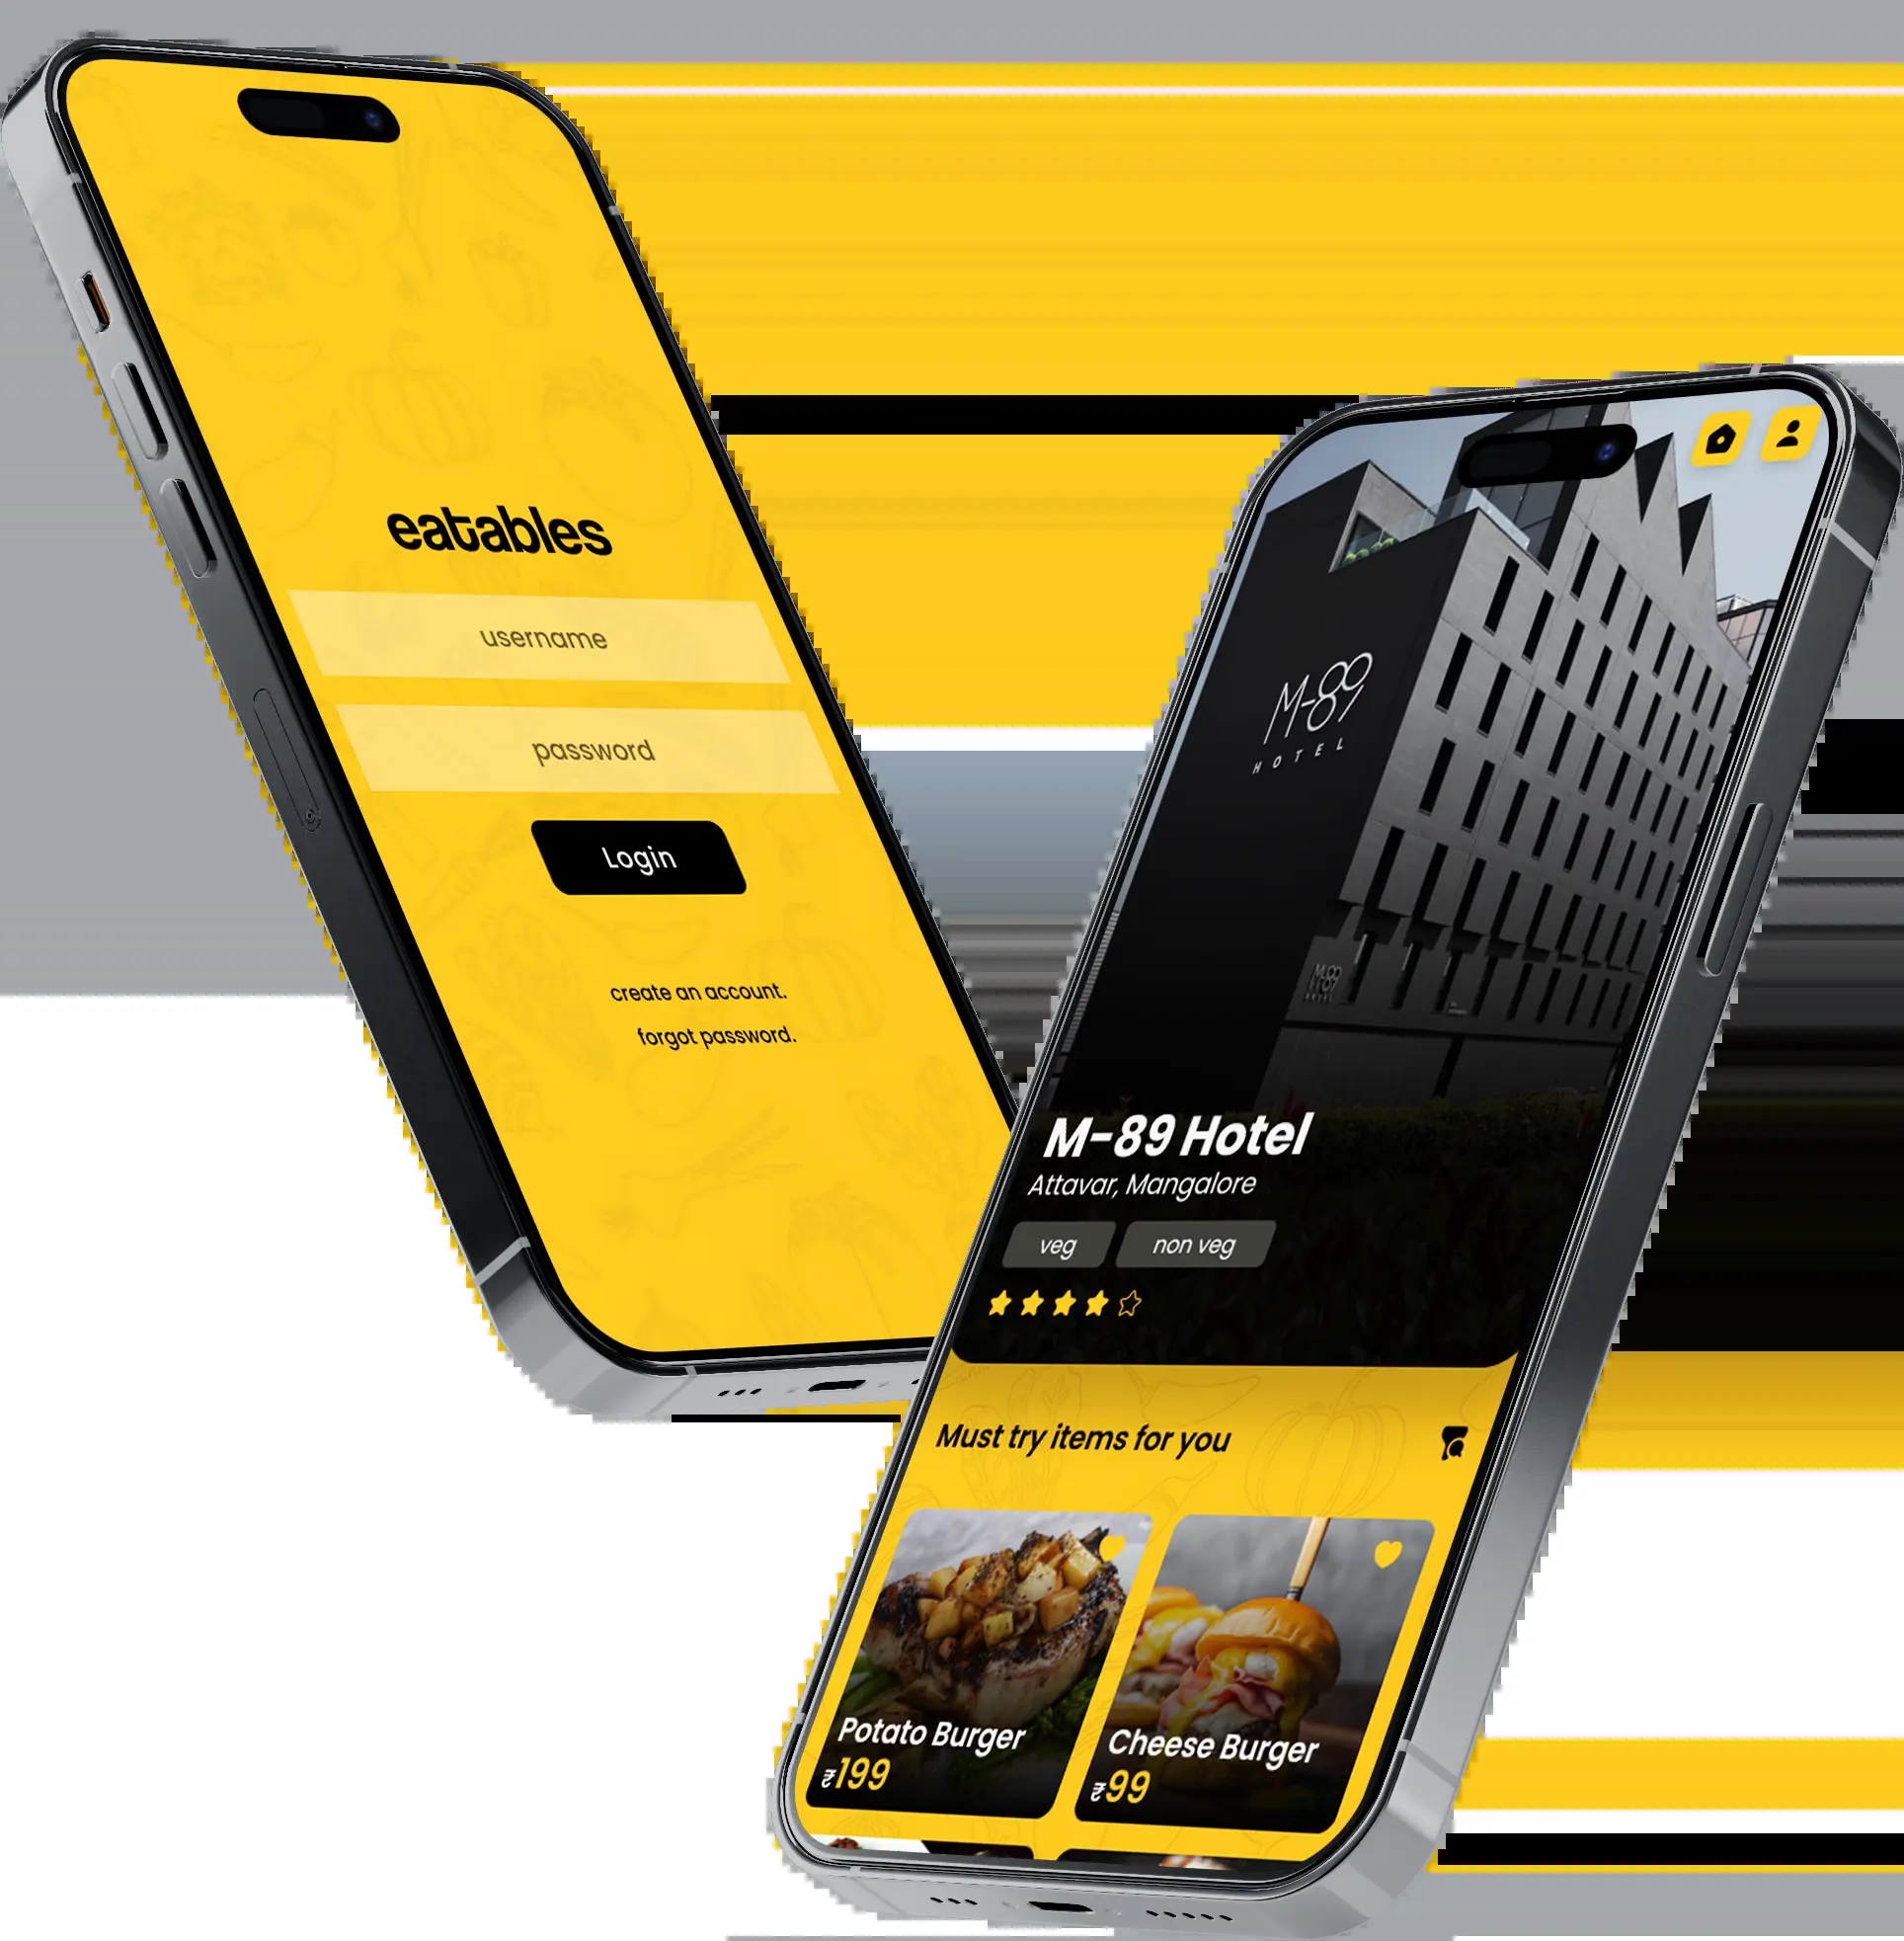 eatables
username
password
Login
create an account.
forgot password.
M-89
HOTEL
M-89 Hotel
Attavar, Mangalore
veg
non veg
Must try items for you
Potato Burger
₹199
Cheese Burger
₹99